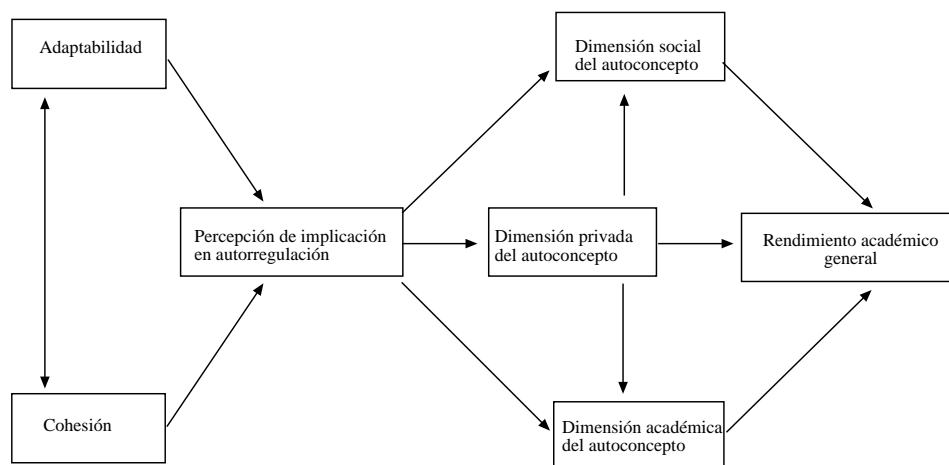 Adaptabilidad
Dimensión social
del autoconcepto
Percepción de implicación
en autorregulación
Dimensión privada
del autoconcepto
Rendimiento académico
general
Cohesión
Dimensión académica
del autoconcepto